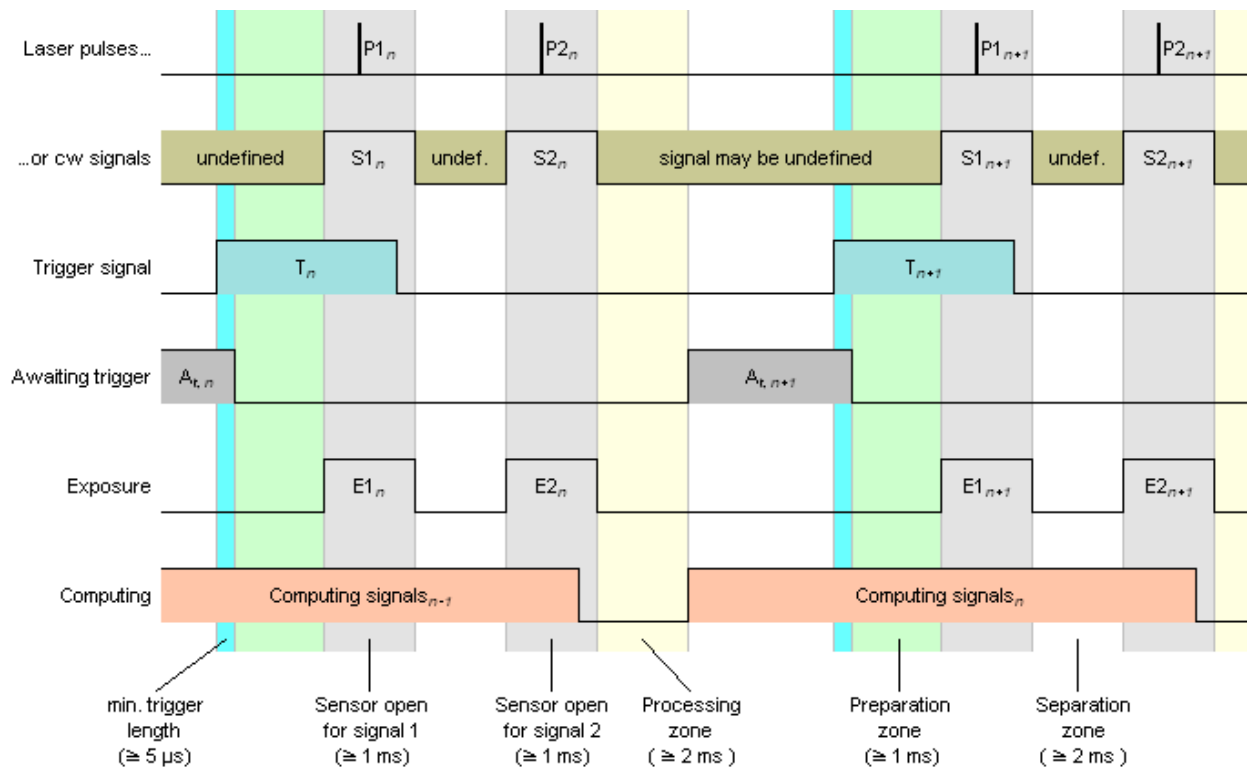 Laser pulses... P1n P2n P1n+1 P2n+1
...or cw signals undefined S1n undef. S2n signal may be undefined S1n+1 undef. S2n+1
Trigger signal Tn Tn+1
Awaiting trigger At, n At, n+1
Exposure E1n E2n E1n+1 E2n+1
Computing Computing signalsn-1 Computing signalsn
min. trigger
length
(≧ 5 µs)
Sensor open
for signal 1
(≧ 1 ms)
Sensor open
for signal 2
(≧ 1 ms)
Processing
zone
( ≧ 2 ms )
Preparation
zone
(≧ 1 ms)
Separation
zone
( ≧ 2 ms )